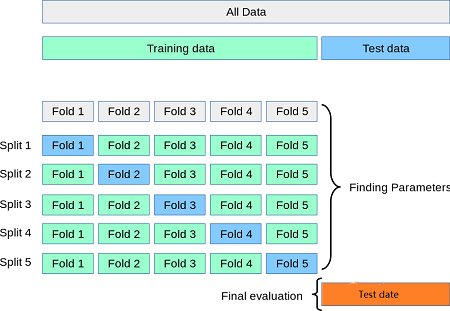 All Data
Training data Test data
Fold 1 Fold 2 Fold 3 Fold 4 Fold 5
Split 1 Fold 1 Fold 2 Fold 3 Fold 4 Fold 5
Split 2 Fold 1 Fold 2 Fold 3 Fold 4 Fold 5
Finding Parameters
Split 3 Fold 1 Fold 2 Fold 3 Fold 4 Fold 5
Split 4 Fold 1 Fold 2 Fold 3 Fold 4 Fold 5
Split 5 Fold 1 Fold 2 Fold 3 Fold 4 Fold 5
Final evaluation Test date